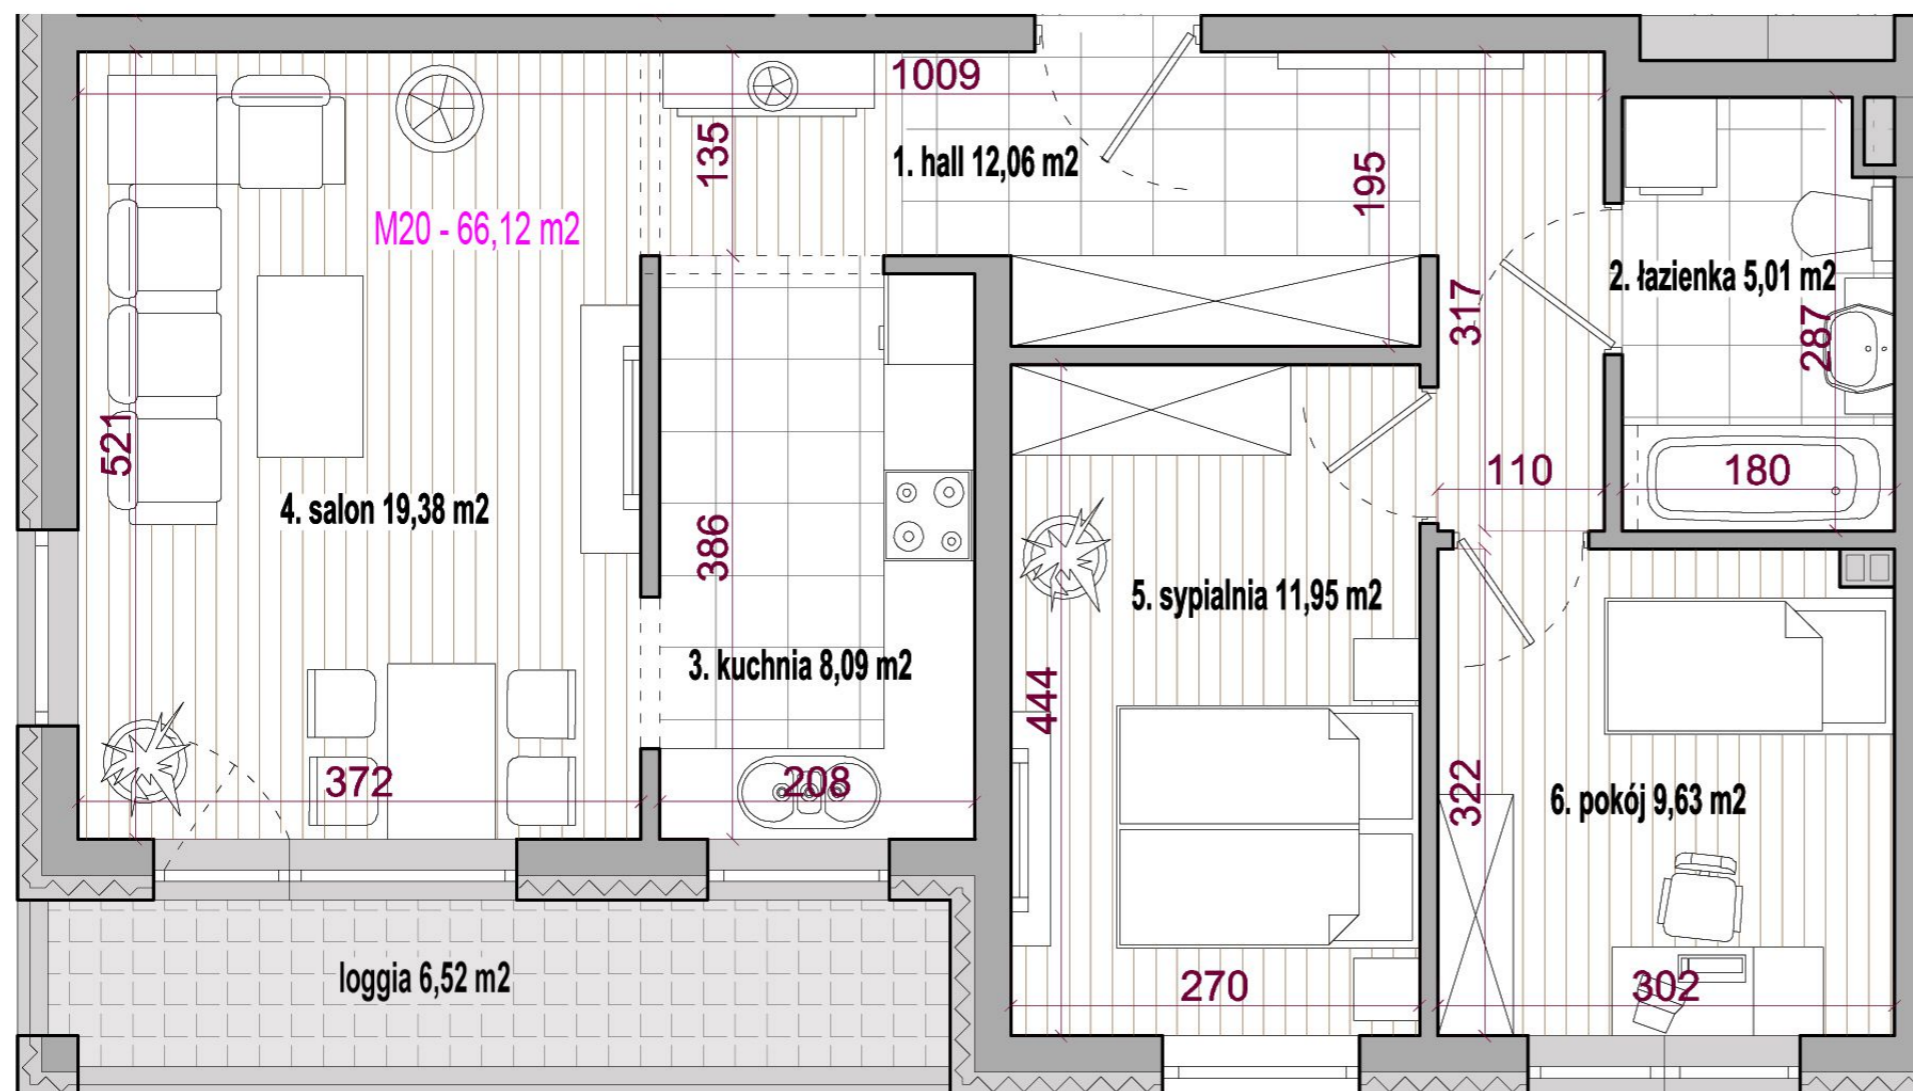 1009
135
1. hall 12,06 m2
195
M20 - 66,12 m2
2. łazienka 5,01 m2
317
287
521
110
180
4. salon 19,38 m2
386
5. sypialnia 11,95 m2
3. kuchnia 8,09 m2
444
372
208
322
6. pokój 9,63 m2
loggia 6,52 m2
270
302